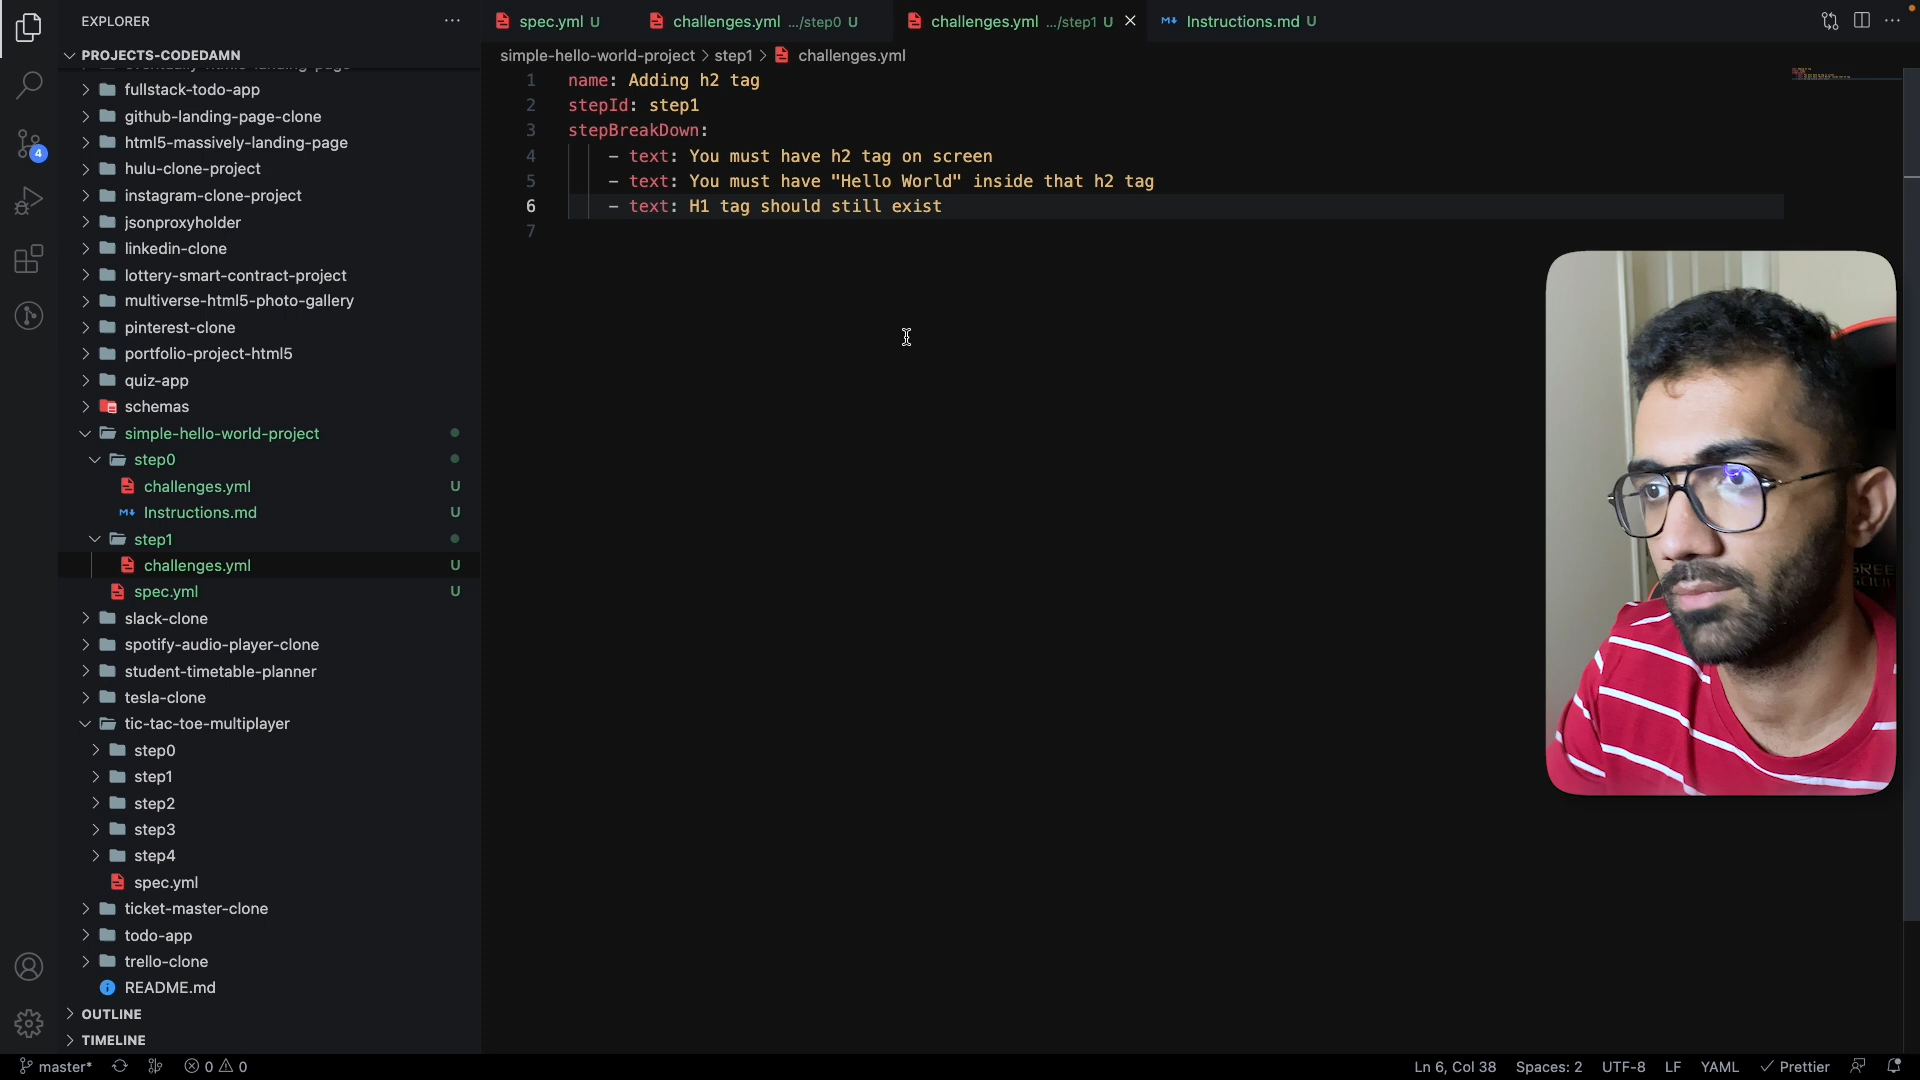 EXPLORER
PROJECTS-CODEDAMN
fullstack-todo-app
github-landing-page-clone
html5-massively-landing-page
hulu-clone-project
instagram-clone-project
jsonproxyholder
linkedin-clone
lottery-smart-contract-project
multiverse-html5-photo-gallery
pinterest-clone
portfolio-project-html5
quiz-app
schemas
simple-hello-world-project
step0
challenges.yml U
Instructions.md U
step1
challenges.yml U
spec.yml U
slack-clone
spotify-audio-player-clone
student-timetable-planner
tesla-clone
tic-tac-toe-multiplayer
step0
step1
step2
step3
step4
spec.yml
ticket-master-clone
todo-app
trello-clone
README.md
OUTLINE
TIMELINE
4
spec.yml U
challenges.yml .../step0 U
challenges.yml .../step1 U
Instructions.md U
simple-hello-world-project > step1 > challenges.yml
1 name: Adding h2 tag
2 stepId: step1
3 stepBreakDown:
4 - text: You must have h2 tag on screen
5 - text: You must have "Hello World" inside that h2 tag
6 - text: H1 tag should still exist
7
master* 0 0
Ln 6, Col 38 Spaces: 2 UTF-8 LF YAML Prettier